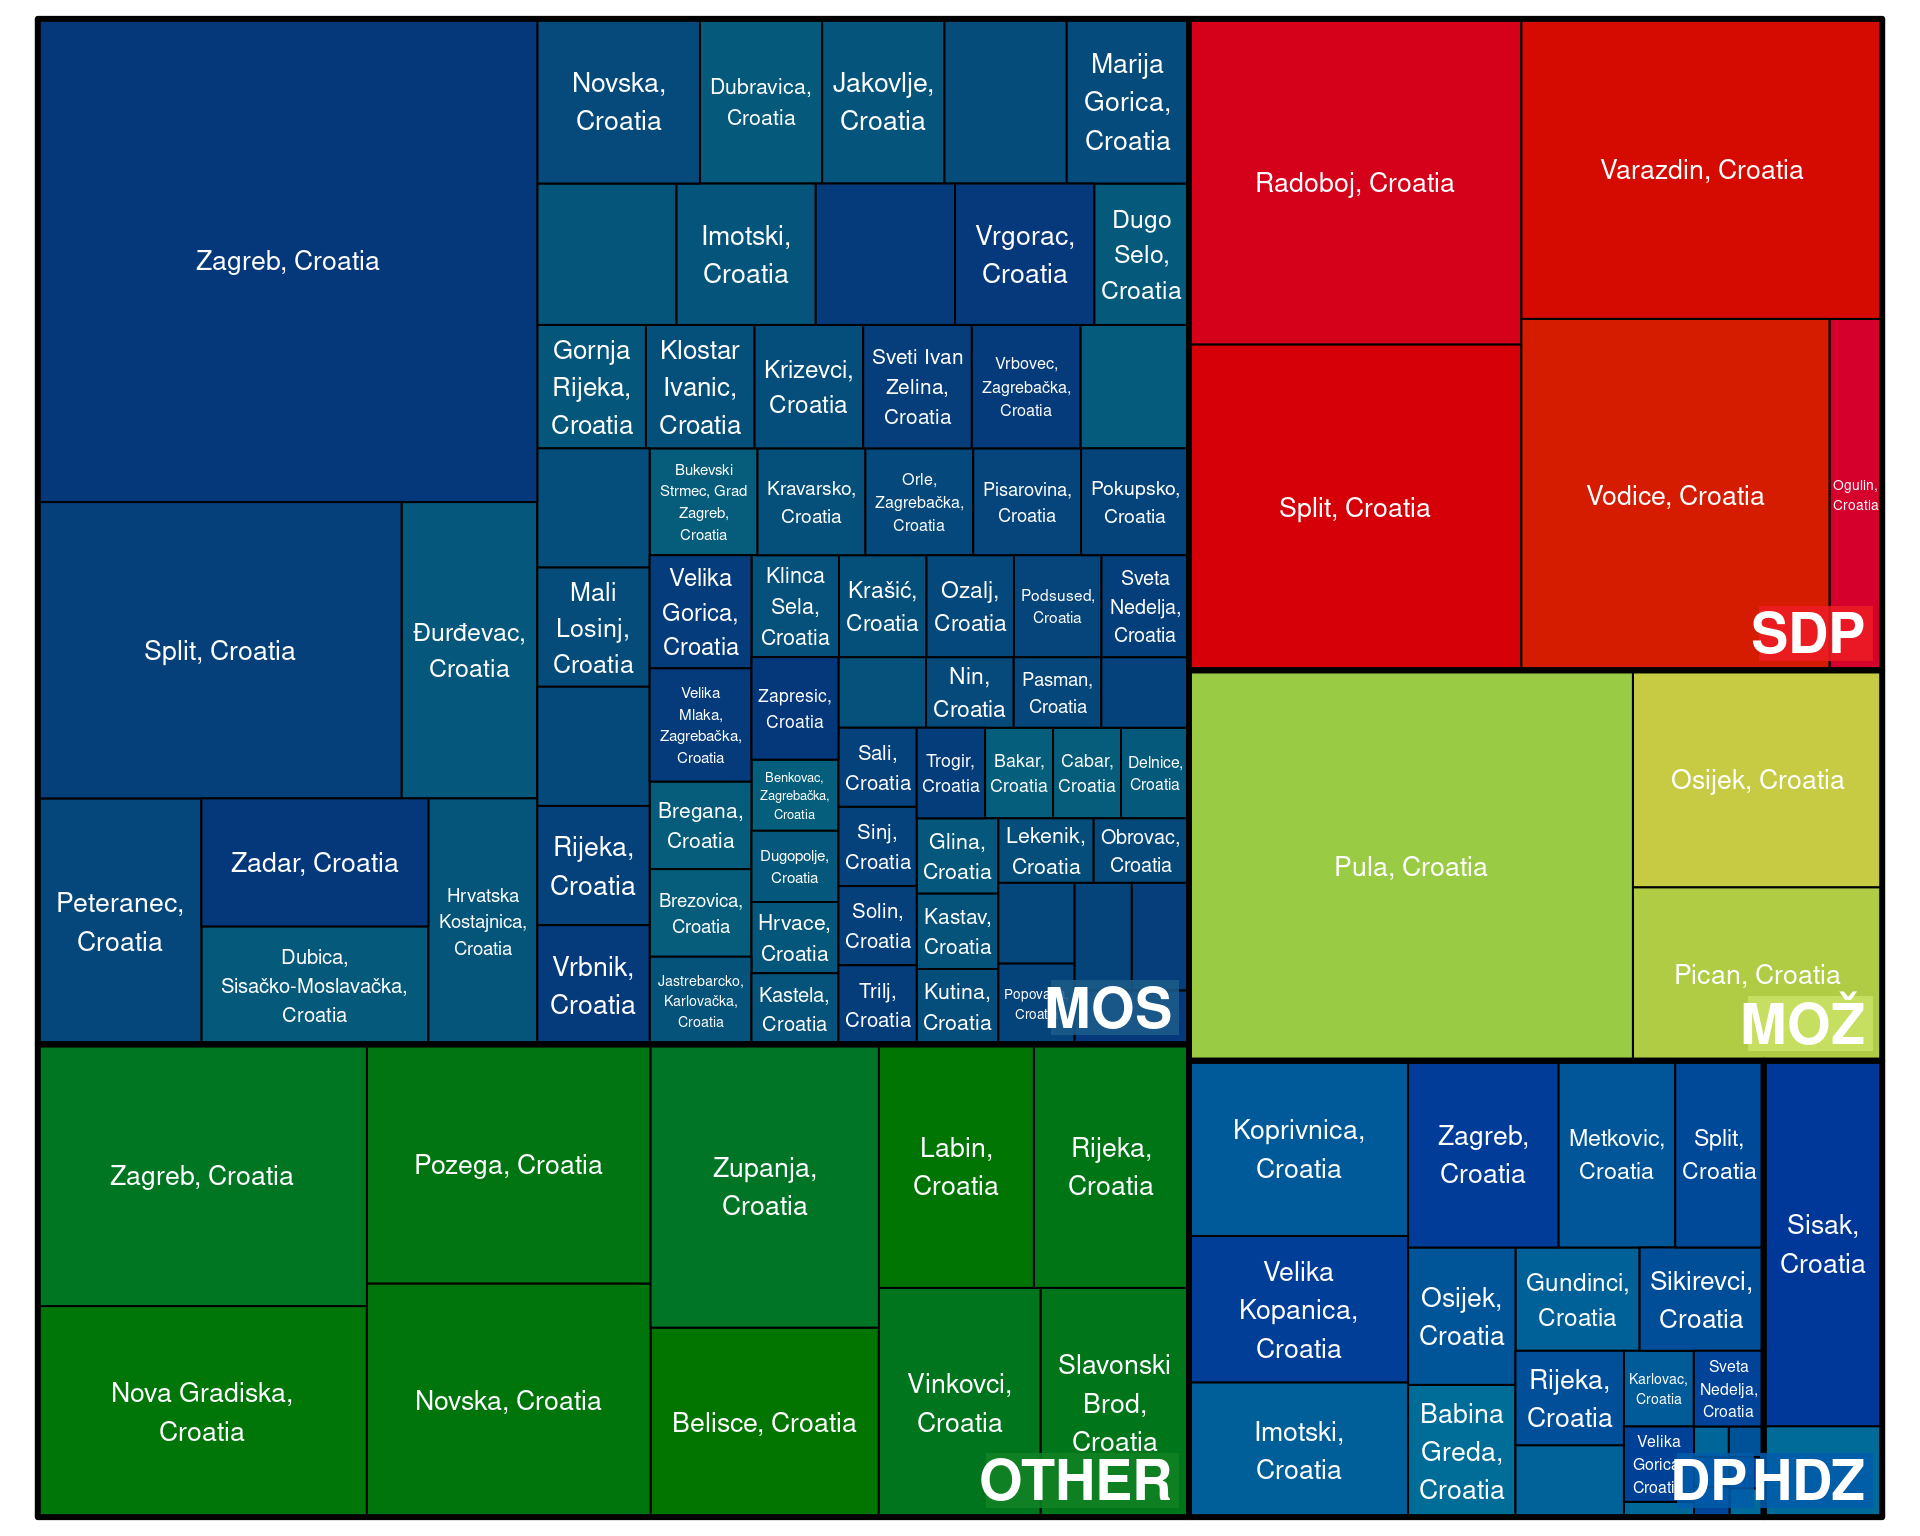 Zagreb, Croatia
Split, Croatia
Đurđevac,
Croatia
Peteranec,
Croatia
Zadar, Croatia
Dubica,
Sisačko-Moslavačka,
Croatia
Hrvatska
Kostajnica,
Croatia
Novska,
Croatia
Dubravica,
Croatia
Jakovlje,
Croatia
Marija
Gorica,
Croatia
Imotski,
Croatia
Vrgorac,
Croatia
Dugo
Selo,
Croatia
Gornja
Rijeka,
Croatia
Klostar
Ivanic,
Croatia
Krizevci,
Croatia
Sveti Ivan
Zelina,
Croatia
Vrbovec,
Zagrebačka,
Croatia
Mali
Losinj,
Croatia
Rijeka,
Croatia
Vrbnik,
Croatia
Bukevski
Strmec, Grad
Zagreb,
Croatia
Kravarsko,
Croatia
Orle,
Zagrebačka,
Croatia
Pisarovina,
Croatia
Pokupsko,
Croatia
Velika
Gorica,
Croatia
Velika
Mlaka,
Zagrebačka,
Croatia
Bregana,
Croatia
Brezovica,
Croatia
Jastrebarcko,
Karlovačka,
Croatia
Klinca
Sela,
Croatia
Krašić,
Croatia
Ozalj,
Croatia
Podsused,
Croatia
Sveta
Nedelja,
Croatia
Zapresic,
Croatia
Benkovac,
Zagrebačka,
Croatia
Dugopolje,
Croatia
Hrvace,
Croatia
Kastela,
Croatia
Nin,
Croatia
Pasman,
Croatia
Sali,
Croatia
Sinj,
Croatia
Solin,
Croatia
Trilj,
Croatia
Trogir,
Croatia
Bakar,
Croatia
Cabar,
Croatia
Delnice,
Croatia
Glina,
Croatia
Kastav,
Croatia
Kutina,
Croatia
Lekenik,
Croatia
Obrovac,
Croatia
MOS
Radoboj, Croatia
Split, Croatia
Varazdin, Croatia
Vodice, Croatia
Ogulin,
Croatia
SDP
Pula, Croatia
Osijek, Croatia
Pican, Croatia
MOŽ
Zagreb, Croatia
Nova Gradiska,
Croatia
Pozega, Croatia
Novska, Croatia
Zupanja,
Croatia
Belisce, Croatia
Labin,
Croatia
Rijeka,
Croatia
Vinkovci,
Croatia
Slavonski
Brod,
Croatia
OTHER
Koprivnica,
Croatia
Velika
Kopanica,
Croatia
Imotski,
Croatia
Zagreb,
Croatia
Metkovic,
Croatia
Split,
Croatia
Osijek,
Croatia
Babina
Greda,
Croatia
Gundinci,
Croatia
Sikirevci,
Croatia
Rijeka,
Croatia
Karlovac,
Croatia
Sveta
Nedelja,
Croatia
Velika
DP
Sisak,
Croatia
HDZ